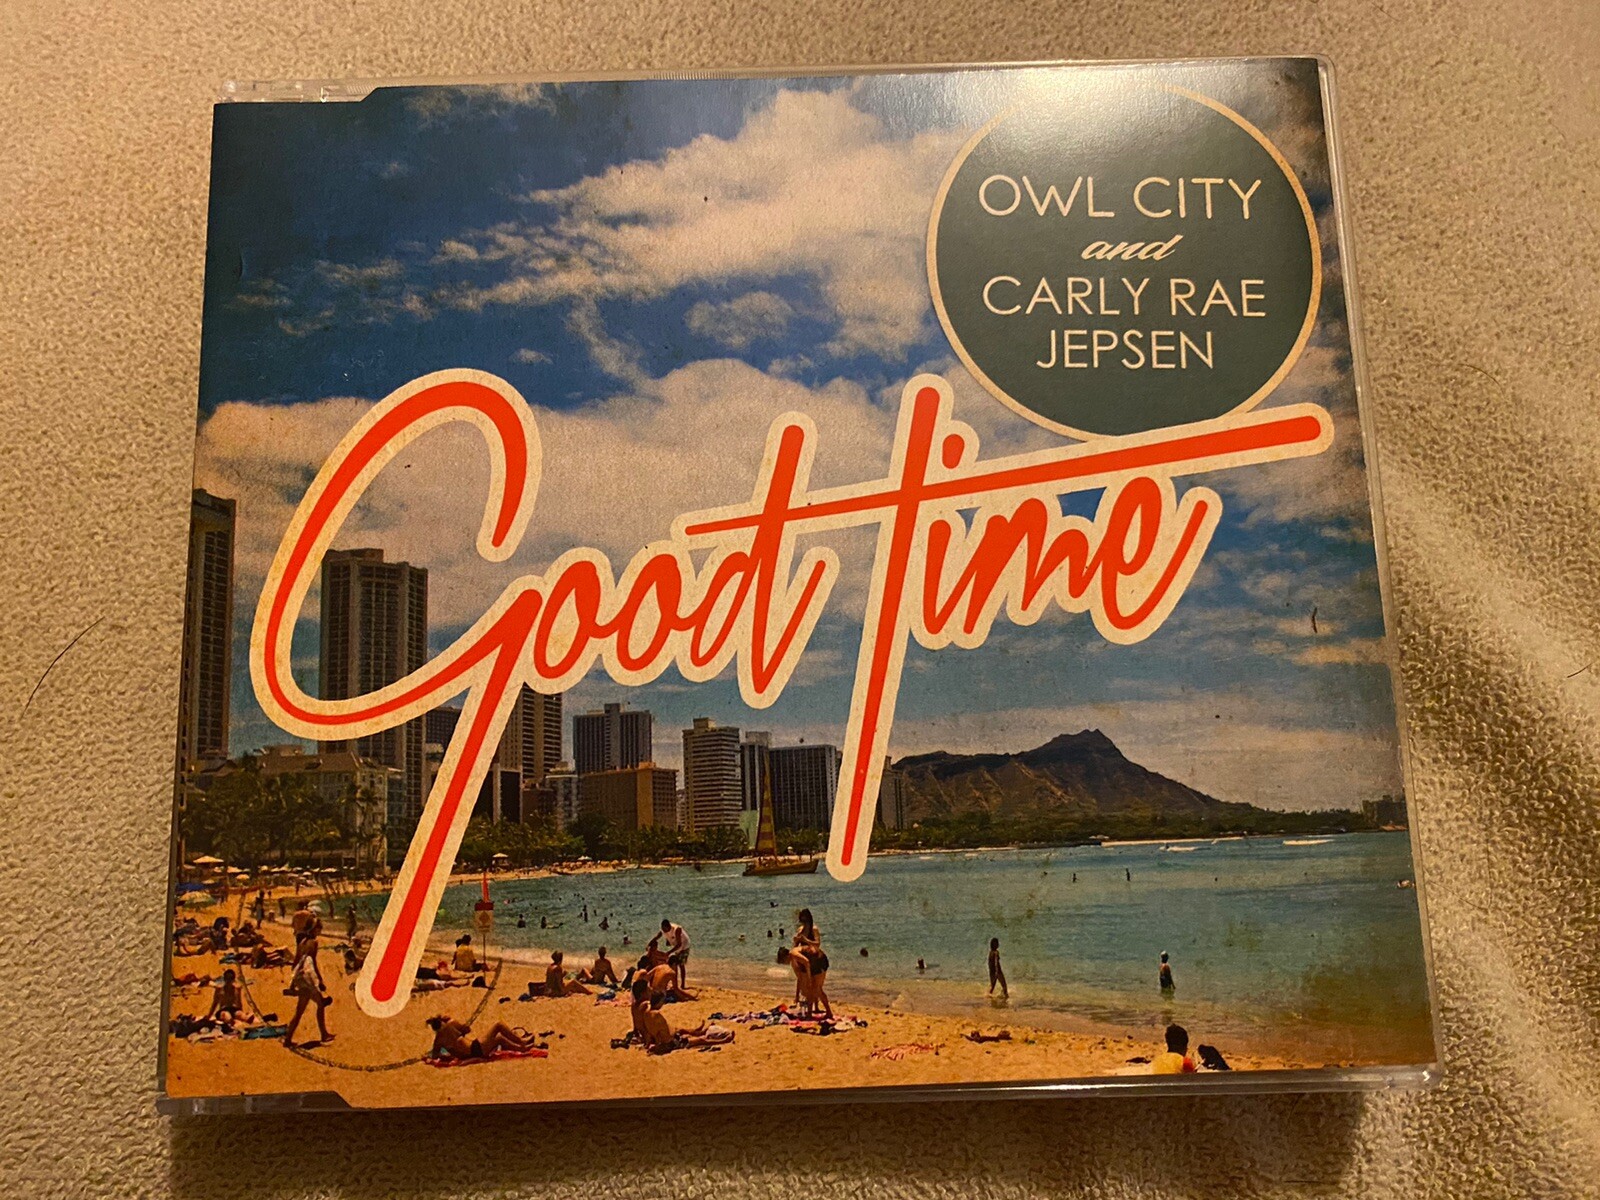 OWL CITY
and
CARLY RAE
JEPSEN
Good Time